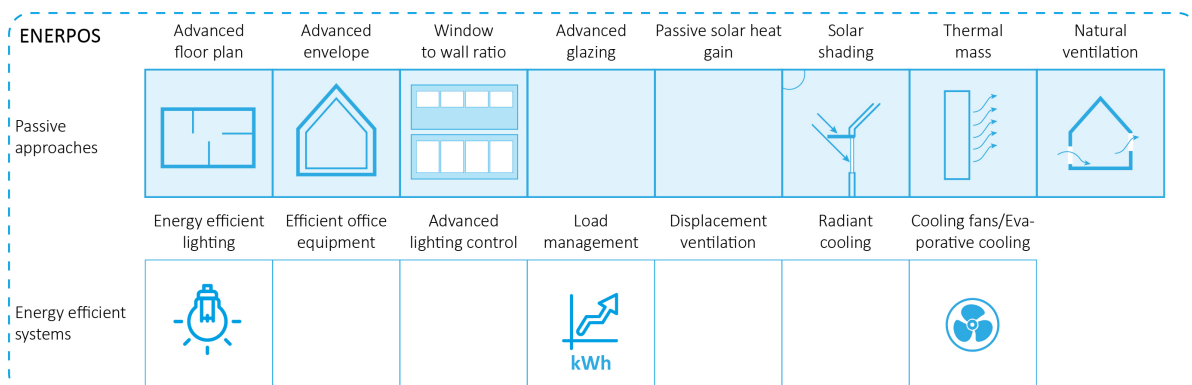 ENERPOS
Advanced
floor plan
Advanced
envelope
Window
to wall ratio
Advanced
glazing
Passive solar heat
gain
Solar
shading
Thermal
mass
Natural
ventilation
Passive
approaches
Energy efficient
lighting
Efficient office
equipment
Advanced
lighting control
Load
management
Displacement
ventilation
Radiant
cooling
Cooling fans/Eva-
porative cooling
Energy efficient
systems
kWh